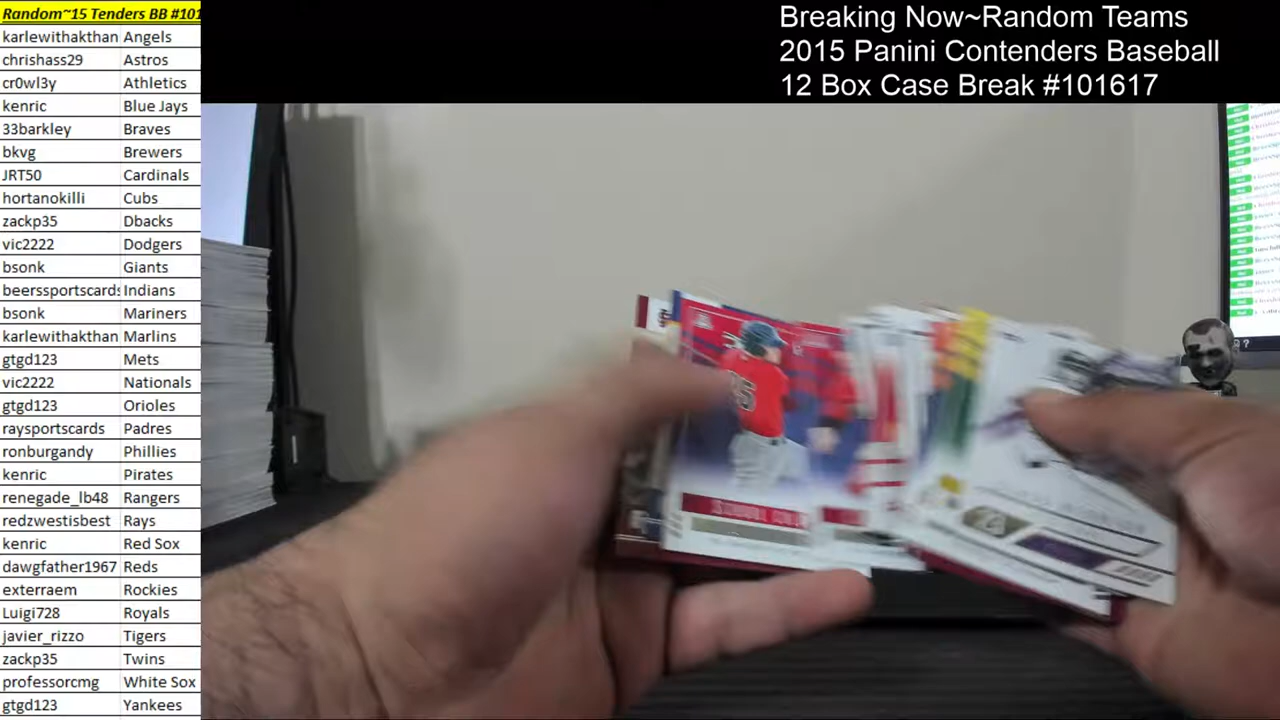 Random~15 Tenders BB #101
karlewithakthan Angels
chrishass29 Astros
cr0wl3y Athletics
kenric Blue Jays
33barkley Braves
bkvg Brewers
JRT50 Cardinals
hortanokilli Cubs
zackp35 Dbacks
vic2222 Dodgers
bsonk Giants
beerssportscards Indians
bsonk Mariners
karlewithakthan Marlins
gtgd123 Mets
vic2222 Nationals
gtgd123 Orioles
raysportscards Padres
ronburgandy Phillies
kenric Pirates
renegade_lb48 Rangers
redzwestisbest Rays
kenric Red Sox
dawgfather1967 Reds
exterraem Rockies
Luigi728 Royals
javier_rizzo Tigers
zackp35 Twins
professorcmg White Sox
gtgd123 Yankees
Breaking Now~Random Teams
2015 Panini Contenders Baseball
12 Box Case Break #101617